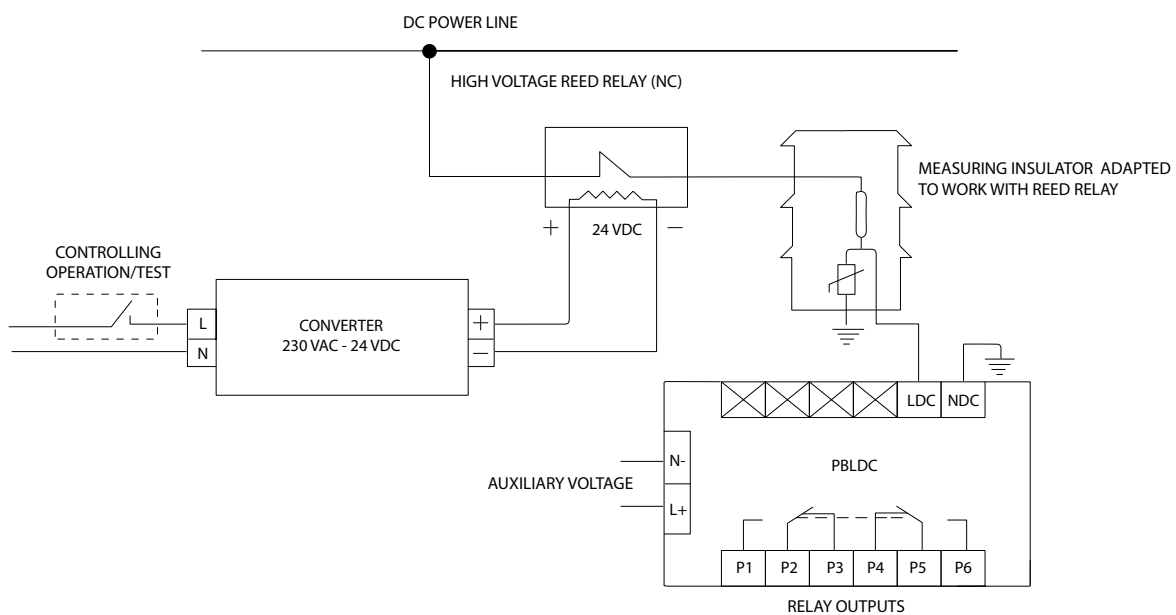 DC POWER LINE
HIGH VOLTAGE REED RELAY (NC)
MEASURING INSULATOR ADAPTED
TO WORK WITH REED RELAY
+ 24 VDC —
CONTROLLING
OPERATION/TEST
L
N
CONVERTER
230 VAC - 24 VDC
+
—
LDC NDC
N-
L+
AUXILIARY VOLTAGE
PBLDC
P1 P2 P3 P4 P5 P6
RELAY OUTPUTS